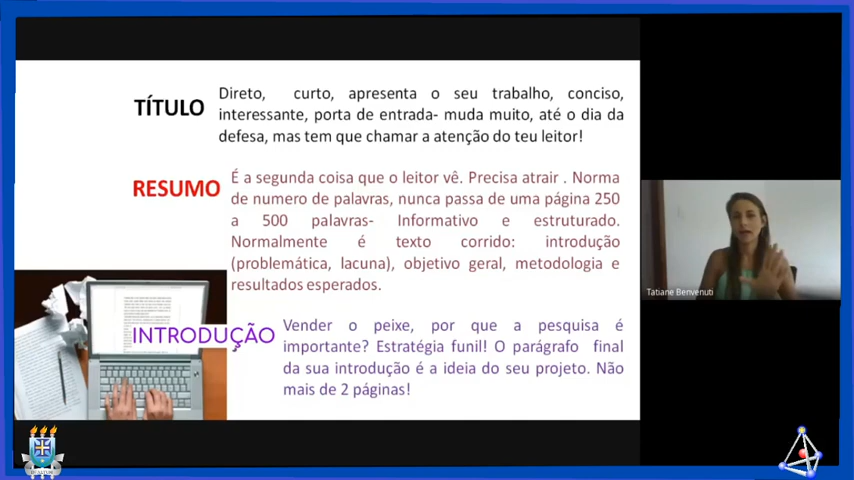 TÍTULO
Direto, curto, apresenta o seu trabalho, conciso,
interessante, porta de entrada- muda muito, até o dia da
defesa, mas tem que chamar a atenção do teu leitor!
RESUMO
É a segunda coisa que o leitor vê. Precisa atrair . Norma
de numero de palavras, nunca passa de uma página 250
a 500 palavras- Informativo e estruturado.
Normalmente é texto corrido: introdução
(problemática, lacuna), objetivo geral, metodologia e
resultados esperados.
INTRODUÇÃO
Vender o peixe, por que a pesquisa é
importante? Estratégia funil! O parágrafo final
da sua introdução é a ideia do seu projeto. Não
mais de 2 páginas!
Tatiane Benvenuti